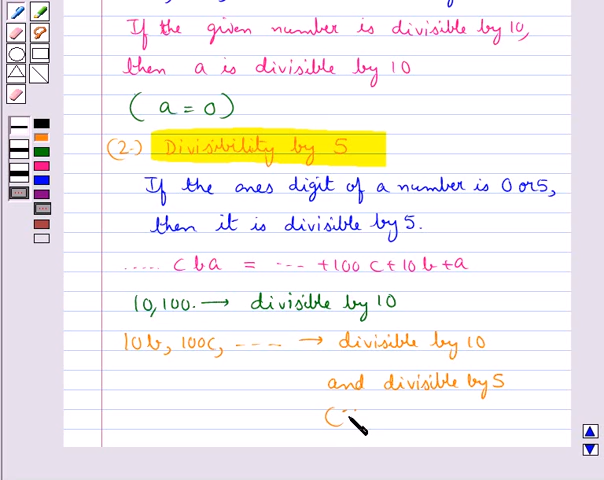 If the given number is divisible by 10,
then a is divisible by 10
( a = 0 )
(2.) Divisibility by 5
If the ones digit of a number is 0 or 5,
then it is divisible by 5.
..... c b a = --- + 100 c + 10 b + a
10, 100. → divisible by 10
10b, 100c, ---- → divisible by 10
and divisible by 5
(